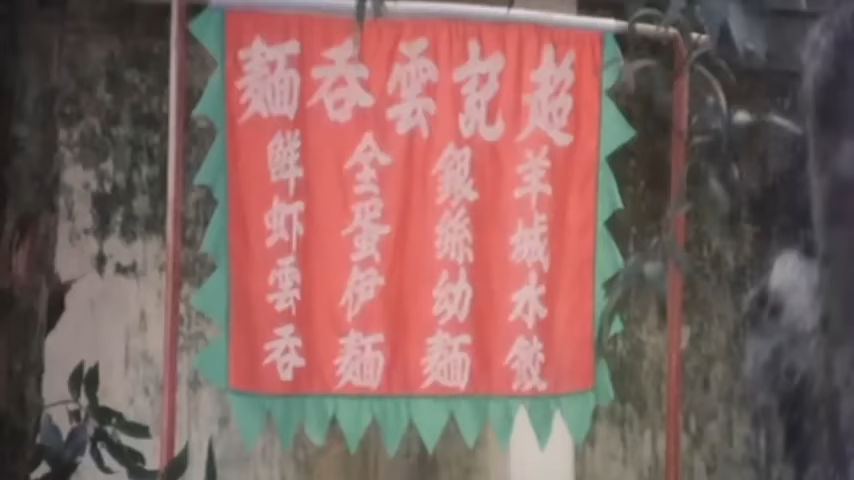 超記雲吞麵
羊城水餃
銀絲幼麵
全蛋伊麵
鮮虾雲吞